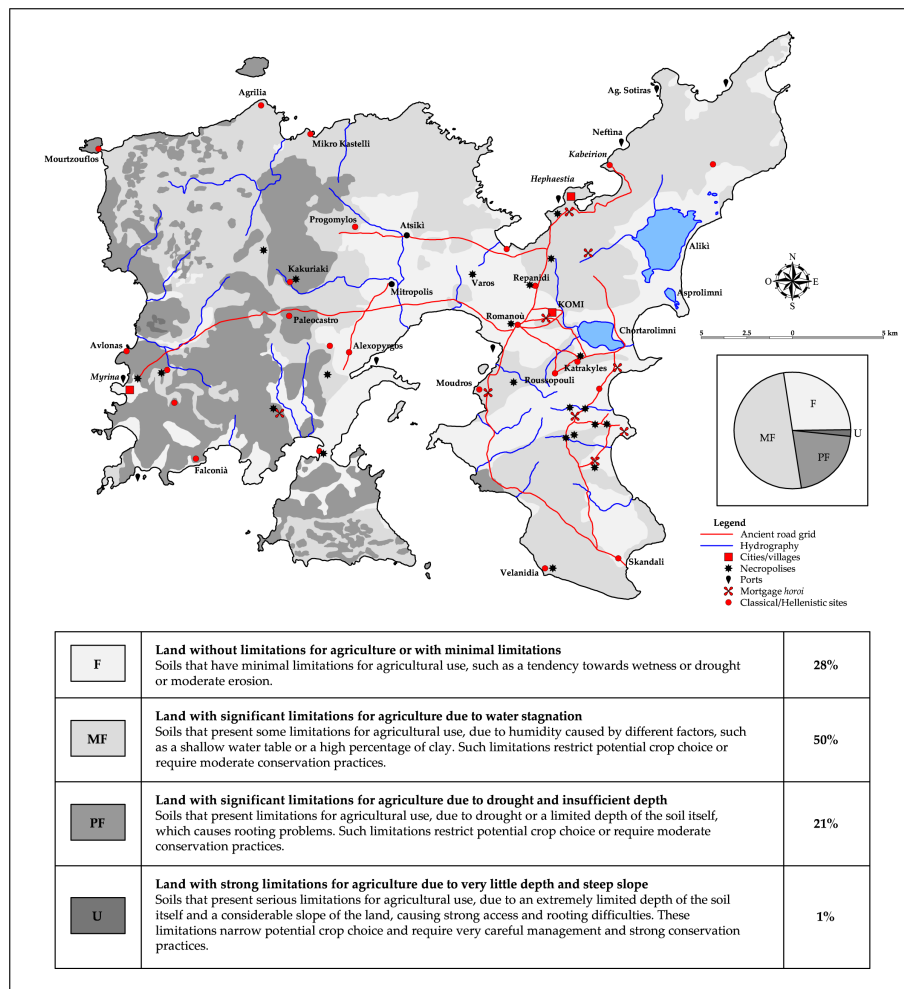 Agrilia
Ag. Sotiras
Mourtzouflos
Mikro Kastelli
Neftina
Kabeirion
Hephaestia
Progomylos
Atsikì
Alikì
Kakuriaki
Varos
Repanidi
Mitropolis
Asprolimni
KOMI
Romanoù
Paleocastro
Chortarolimni
Avlonas
Alexopyrgos
Katrakyles
Myrina
Moudros
Roussopouli
Falconià
Velanidia
Skandali
N
O
E
S
5
2.5
0
5 km
F
MF
U
PF
Legend
Ancient road grid
Hydrography
Cities/villages
Necropolises
Ports
Mortgage horoi
Classical/Hellenistic sites
F
Land without limitations for agriculture or with minimal limitations
Soils that have minimal limitations for agricultural use, such as a tendency towards wetness or drought
or moderate erosion.
28%
MF
Land with significant limitations for agriculture due to water stagnation
Soils that present some limitations for agricultural use, due to humidity caused by different factors, such
as a shallow water table or a high percentage of clay. Such limitations restrict potential crop choice or
require moderate conservation practices.
50%
PF
Land with significant limitations for agriculture due to drought and insufficient depth
Soils that present limitations for agricultural use, due to drought or a limited depth of the soil itself,
which causes rooting problems. Such limitations restrict potential crop choice or require moderate
conservation practices.
21%
U
Land with strong limitations for agriculture due to very little depth and steep slope
Soils that present serious limitations for agricultural use, due to an extremely limited depth of the soil
itself and a considerable slope of the land, causing strong access and rooting difficulties. These
limitations narrow potential crop choice and require very careful management and strong conservation
practices.
1%